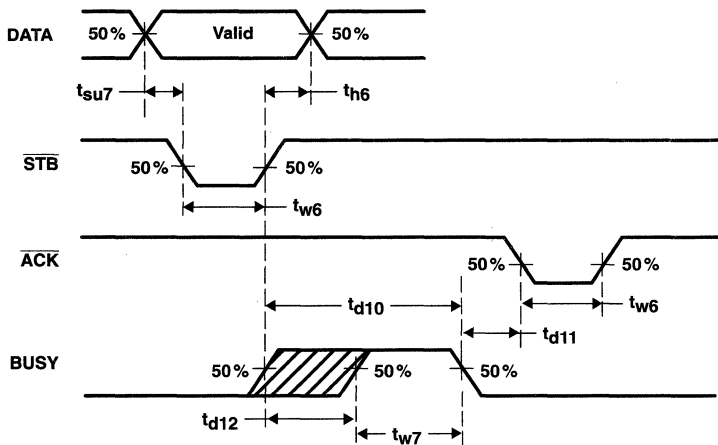 DATA 50% Valid 50%
tsu7 th6
STB 50% 50%
tw6
ACK 50% 50%
td10 tw6
td11
BUSY 50% 50% 50%
td12 tw7